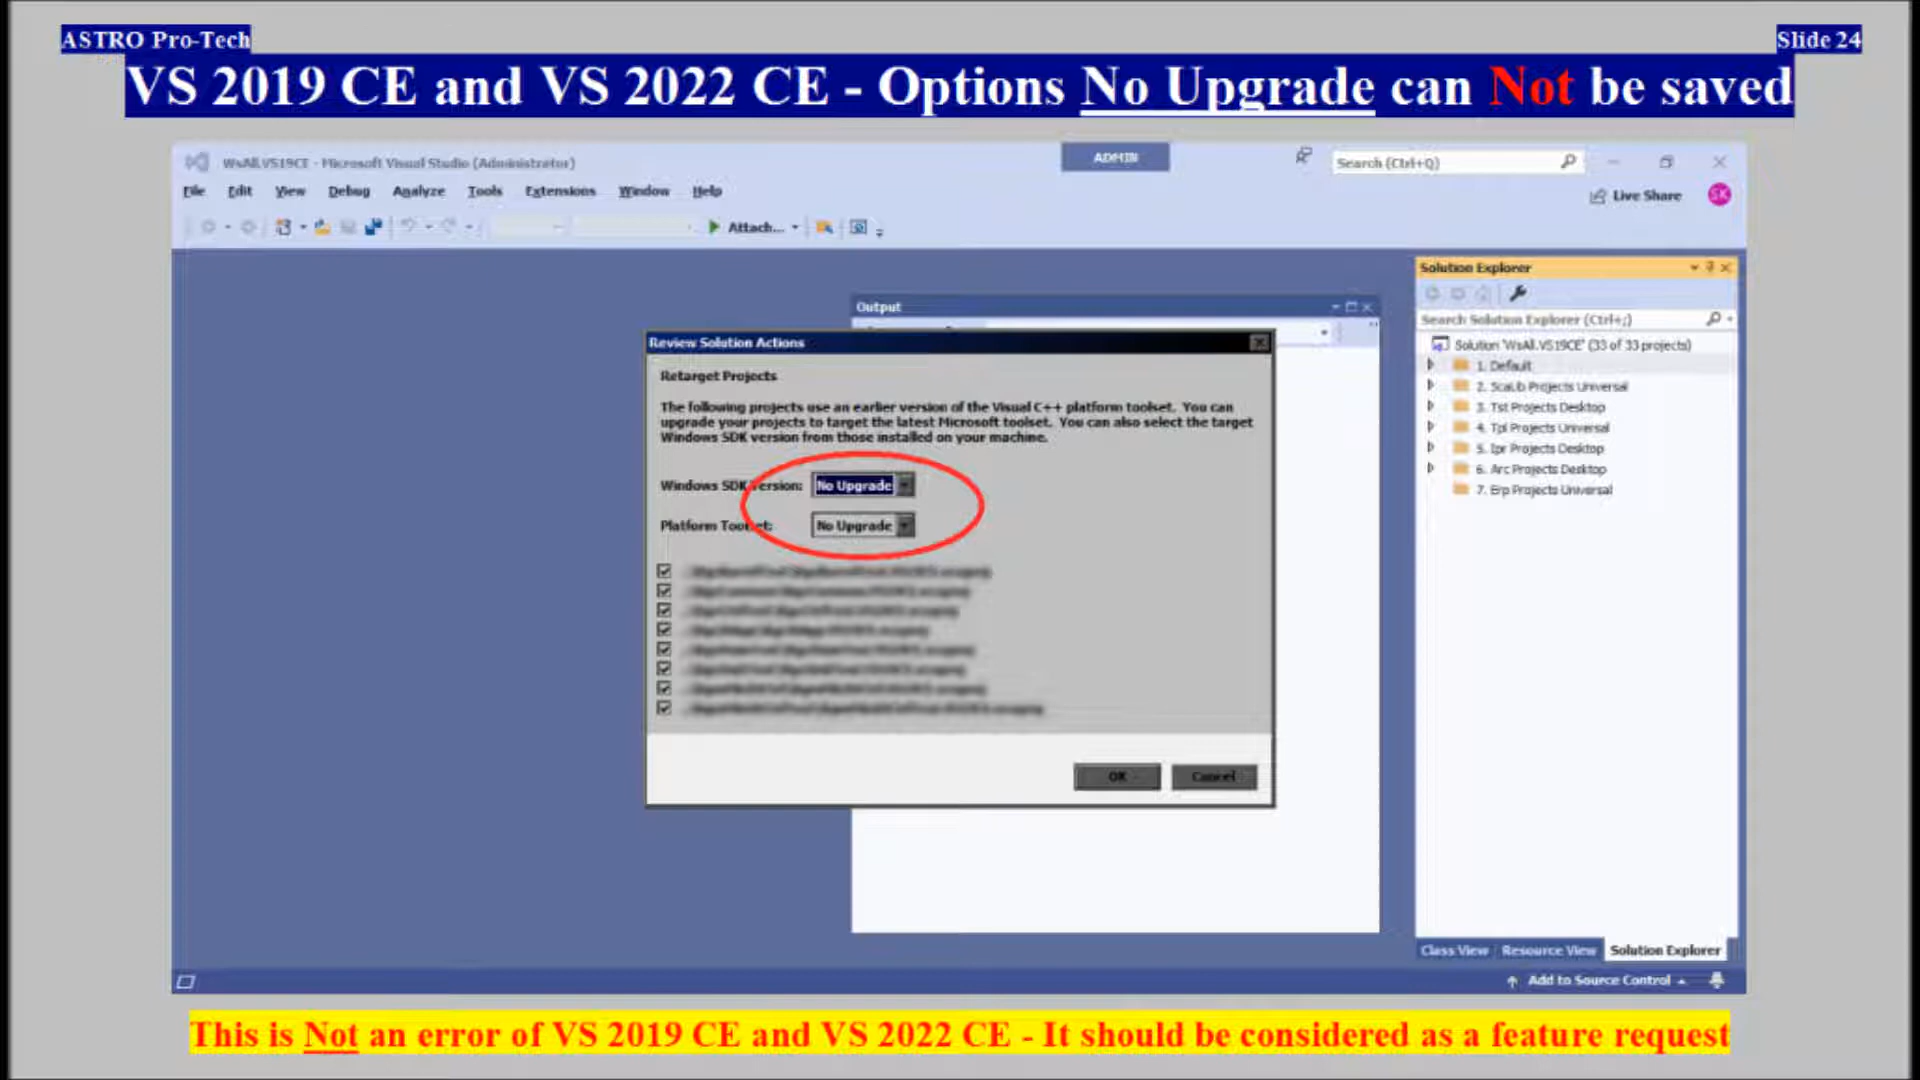 ASTRO Pro-Tech
Slide 24
VS 2019 CE and VS 2022 CE - Options No Upgrade can Not be saved
WsAll.VS19CE - Microsoft Visual Studio (Administrator)
ADMIN
Search (Ctrl+Q)
File Edit View Debug Analyze Tools Extensions Window Help
Live Share
SK
Attach...
Solution Explorer
Output
Search Solution Explorer (Ctrl+;)
Review Solution Actions
Solution 'WsAll.VS19CE' (33 of 33 projects)
1. Default
2. ScaLib Projects Universal
3. Tst Projects Desktop
4. Tpl Projects Universal
5. Ipr Projects Desktop
6. Arc Projects Desktop
7. Erp Projects Universal
Retarget Projects
The following projects use an earlier version of the Visual C++ platform toolset. You can
upgrade your projects to target the latest Microsoft toolset. You can also select the target
Windows SDK version from those installed on your machine.
Windows SDK Version: No Upgrade
Platform Toolset: No Upgrade
OK Cancel
Class View Resource View Solution Explorer
Add to Source Control
This is Not an error of VS 2019 CE and VS 2022 CE - It should be considered as a feature request